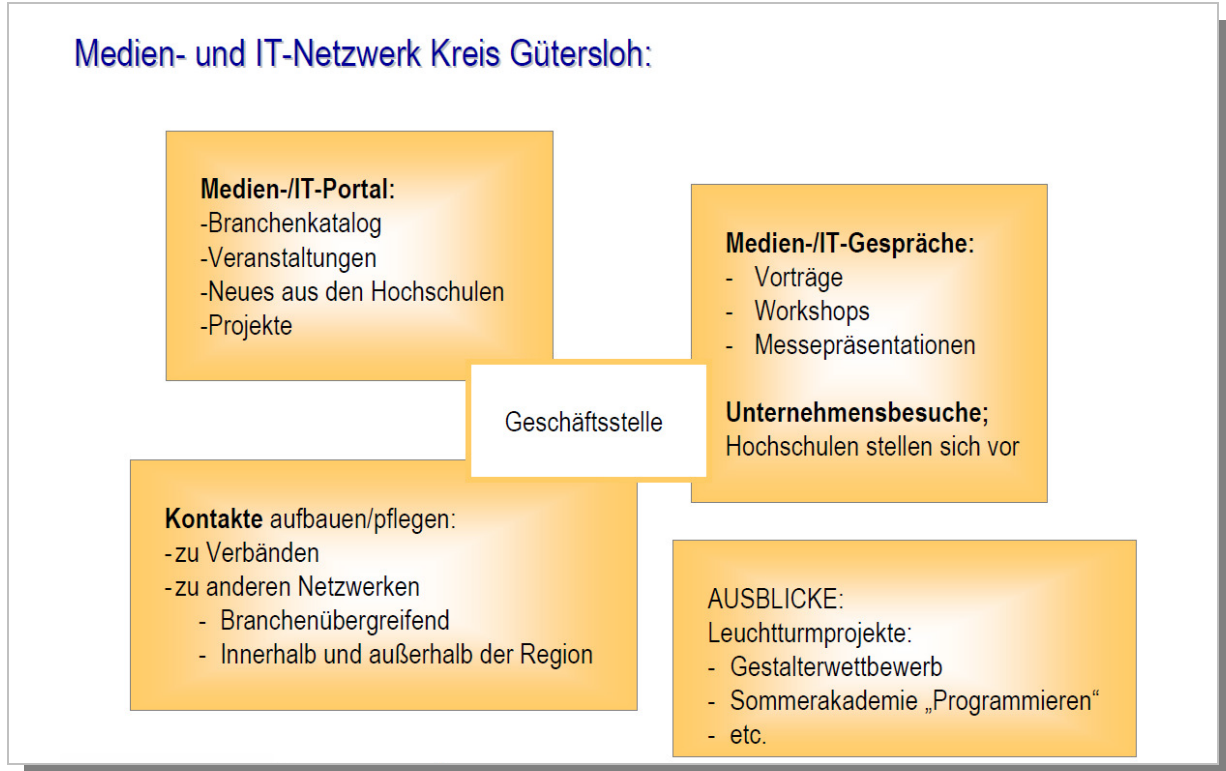 Medien- und IT-Netzwerk Kreis Gütersloh:
Medien-/IT-Portal:
-Branchenkatalog
-Veranstaltungen
-Neues aus den Hochschulen
-Projekte
Medien-/IT-Gespräche:
- Vorträge
- Workshops
- Messepräsentationen
Unternehmensbesuche;
Hochschulen stellen sich vor
Geschäftsstelle
Kontakte aufbauen/pflegen:
-zu Verbänden
-zu anderen Netzwerken
- Branchenübergreifend
- Innerhalb und außerhalb der Region
AUSBLICKE:
Leuchtturmprojekte:
- Gestalterwettbewerb
- Sommerakademie „Programmieren“
- etc.